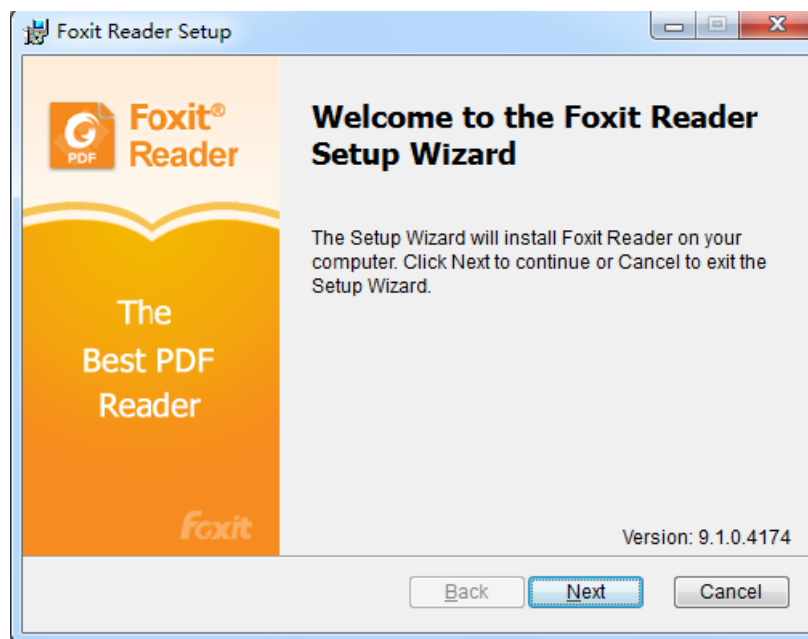 Foxit Reader Setup
Foxit®
Reader
PDF
Welcome to the Foxit Reader
Setup Wizard
The Setup Wizard will install Foxit Reader on your
computer. Click Next to continue or Cancel to exit the
Setup Wizard.
The
Best PDF
Reader
Foxit
Version: 9.1.0.4174
Back
Next
Cancel